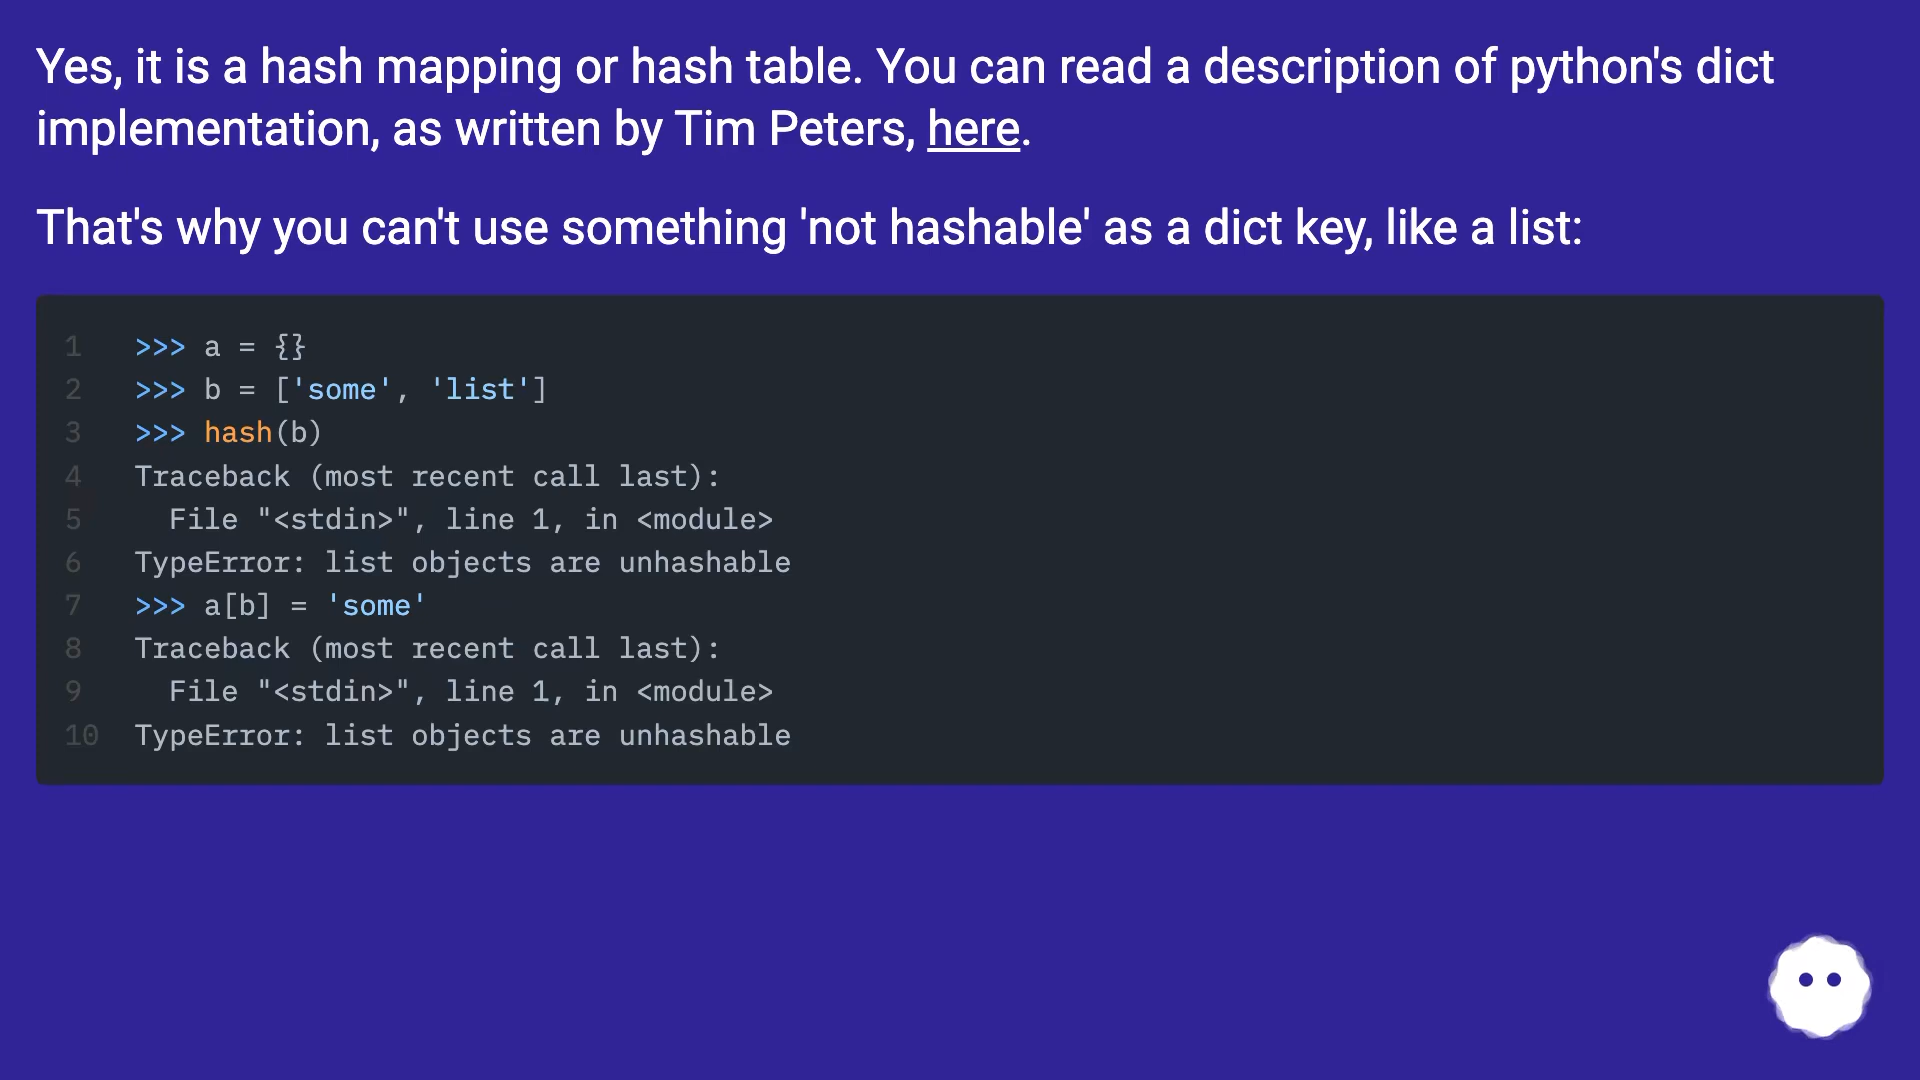 Yes, it is a hash mapping or hash table. You can read a description of python's dict
implementation, as written by Tim Peters, here.
That's why you can't use something 'not hashable' as a dict key, like a list:
1 >>> a = {}
2 >>> b = ['some', 'list']
3 >>> hash(b)
4 Traceback (most recent call last):
5   File "<stdin>", line 1, in <module>
6 TypeError: list objects are unhashable
7 >>> a[b] = 'some'
8 Traceback (most recent call last):
9   File "<stdin>", line 1, in <module>
10 TypeError: list objects are unhashable